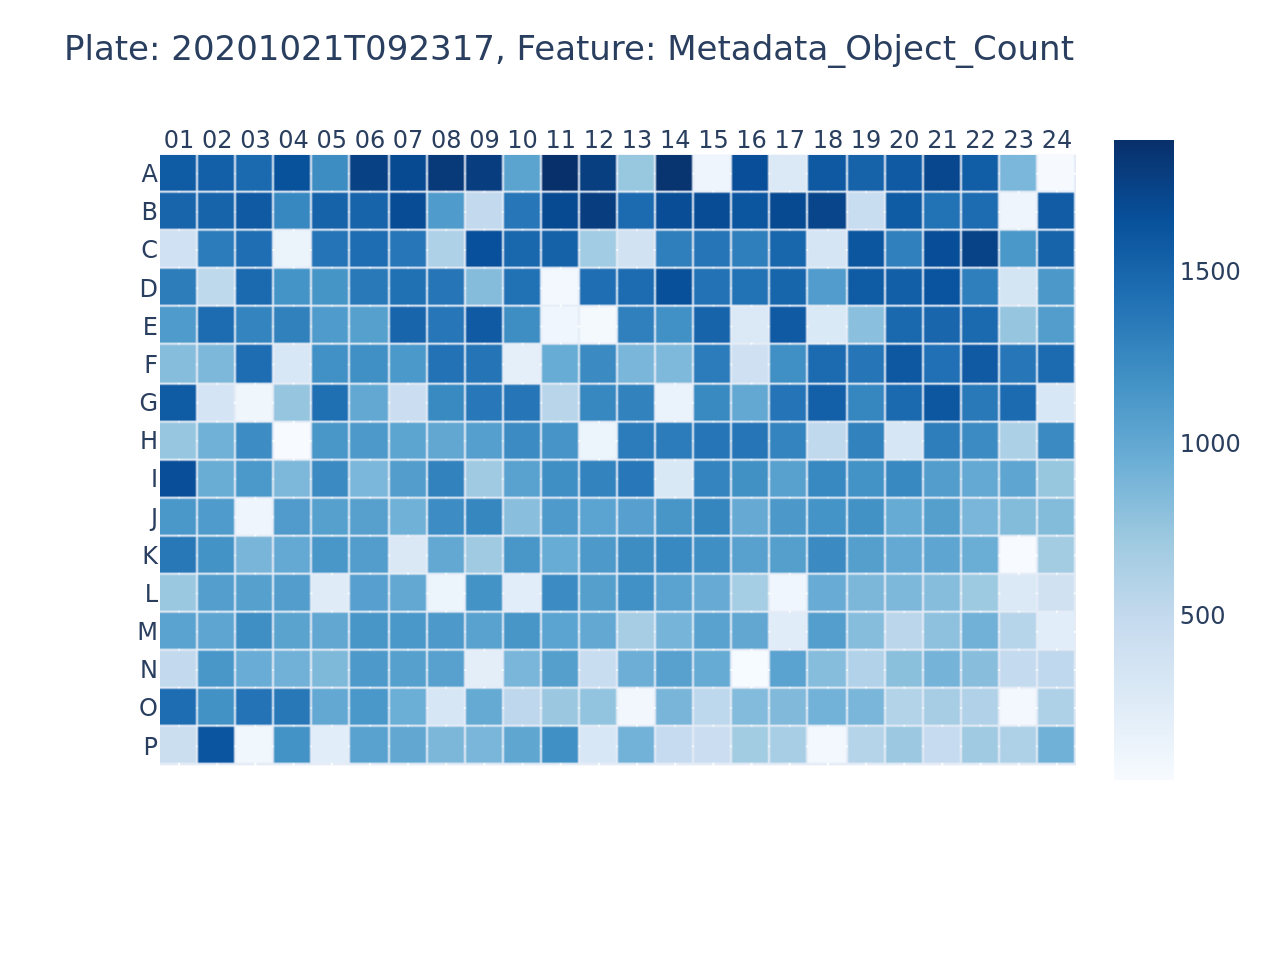 Plate: 20201021T092317, Feature: Metadata_Object_Count
01 02 03 04 05 06 07 08 09 10 11 12 13 14 15 16 17 18 19 20 21 22 23 24
A
B
C
D
1500
E
F
G
H
1000
I
J
K
L
500
M
N
O
P